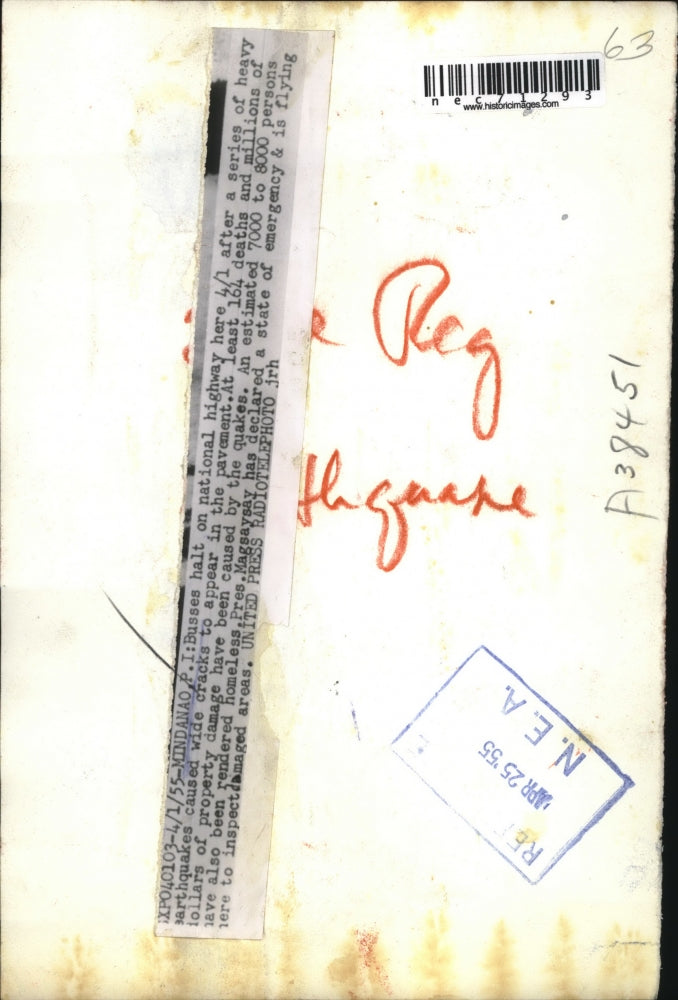 63
nec71293
www.historicimages.com
XP040103-4/1/55-MINDANAO,P.I:Busses halt on national highway here 4/1 after a series of heavy
earthquakes caused wide cracks to appear in the pavement.At least 164 deaths and millions of
dollars of property damage have been caused by the quakes. An estimated 7000 to 8000 persons
have also been rendered homeless.Pres.Magsaysay has declared a state of emergency & is flying
here to inspect damaged areas. UNITED PRESS RADIOTELEPHOTO jrh
Reg
thquake
A38451
APR 25 '55
N. E. A.